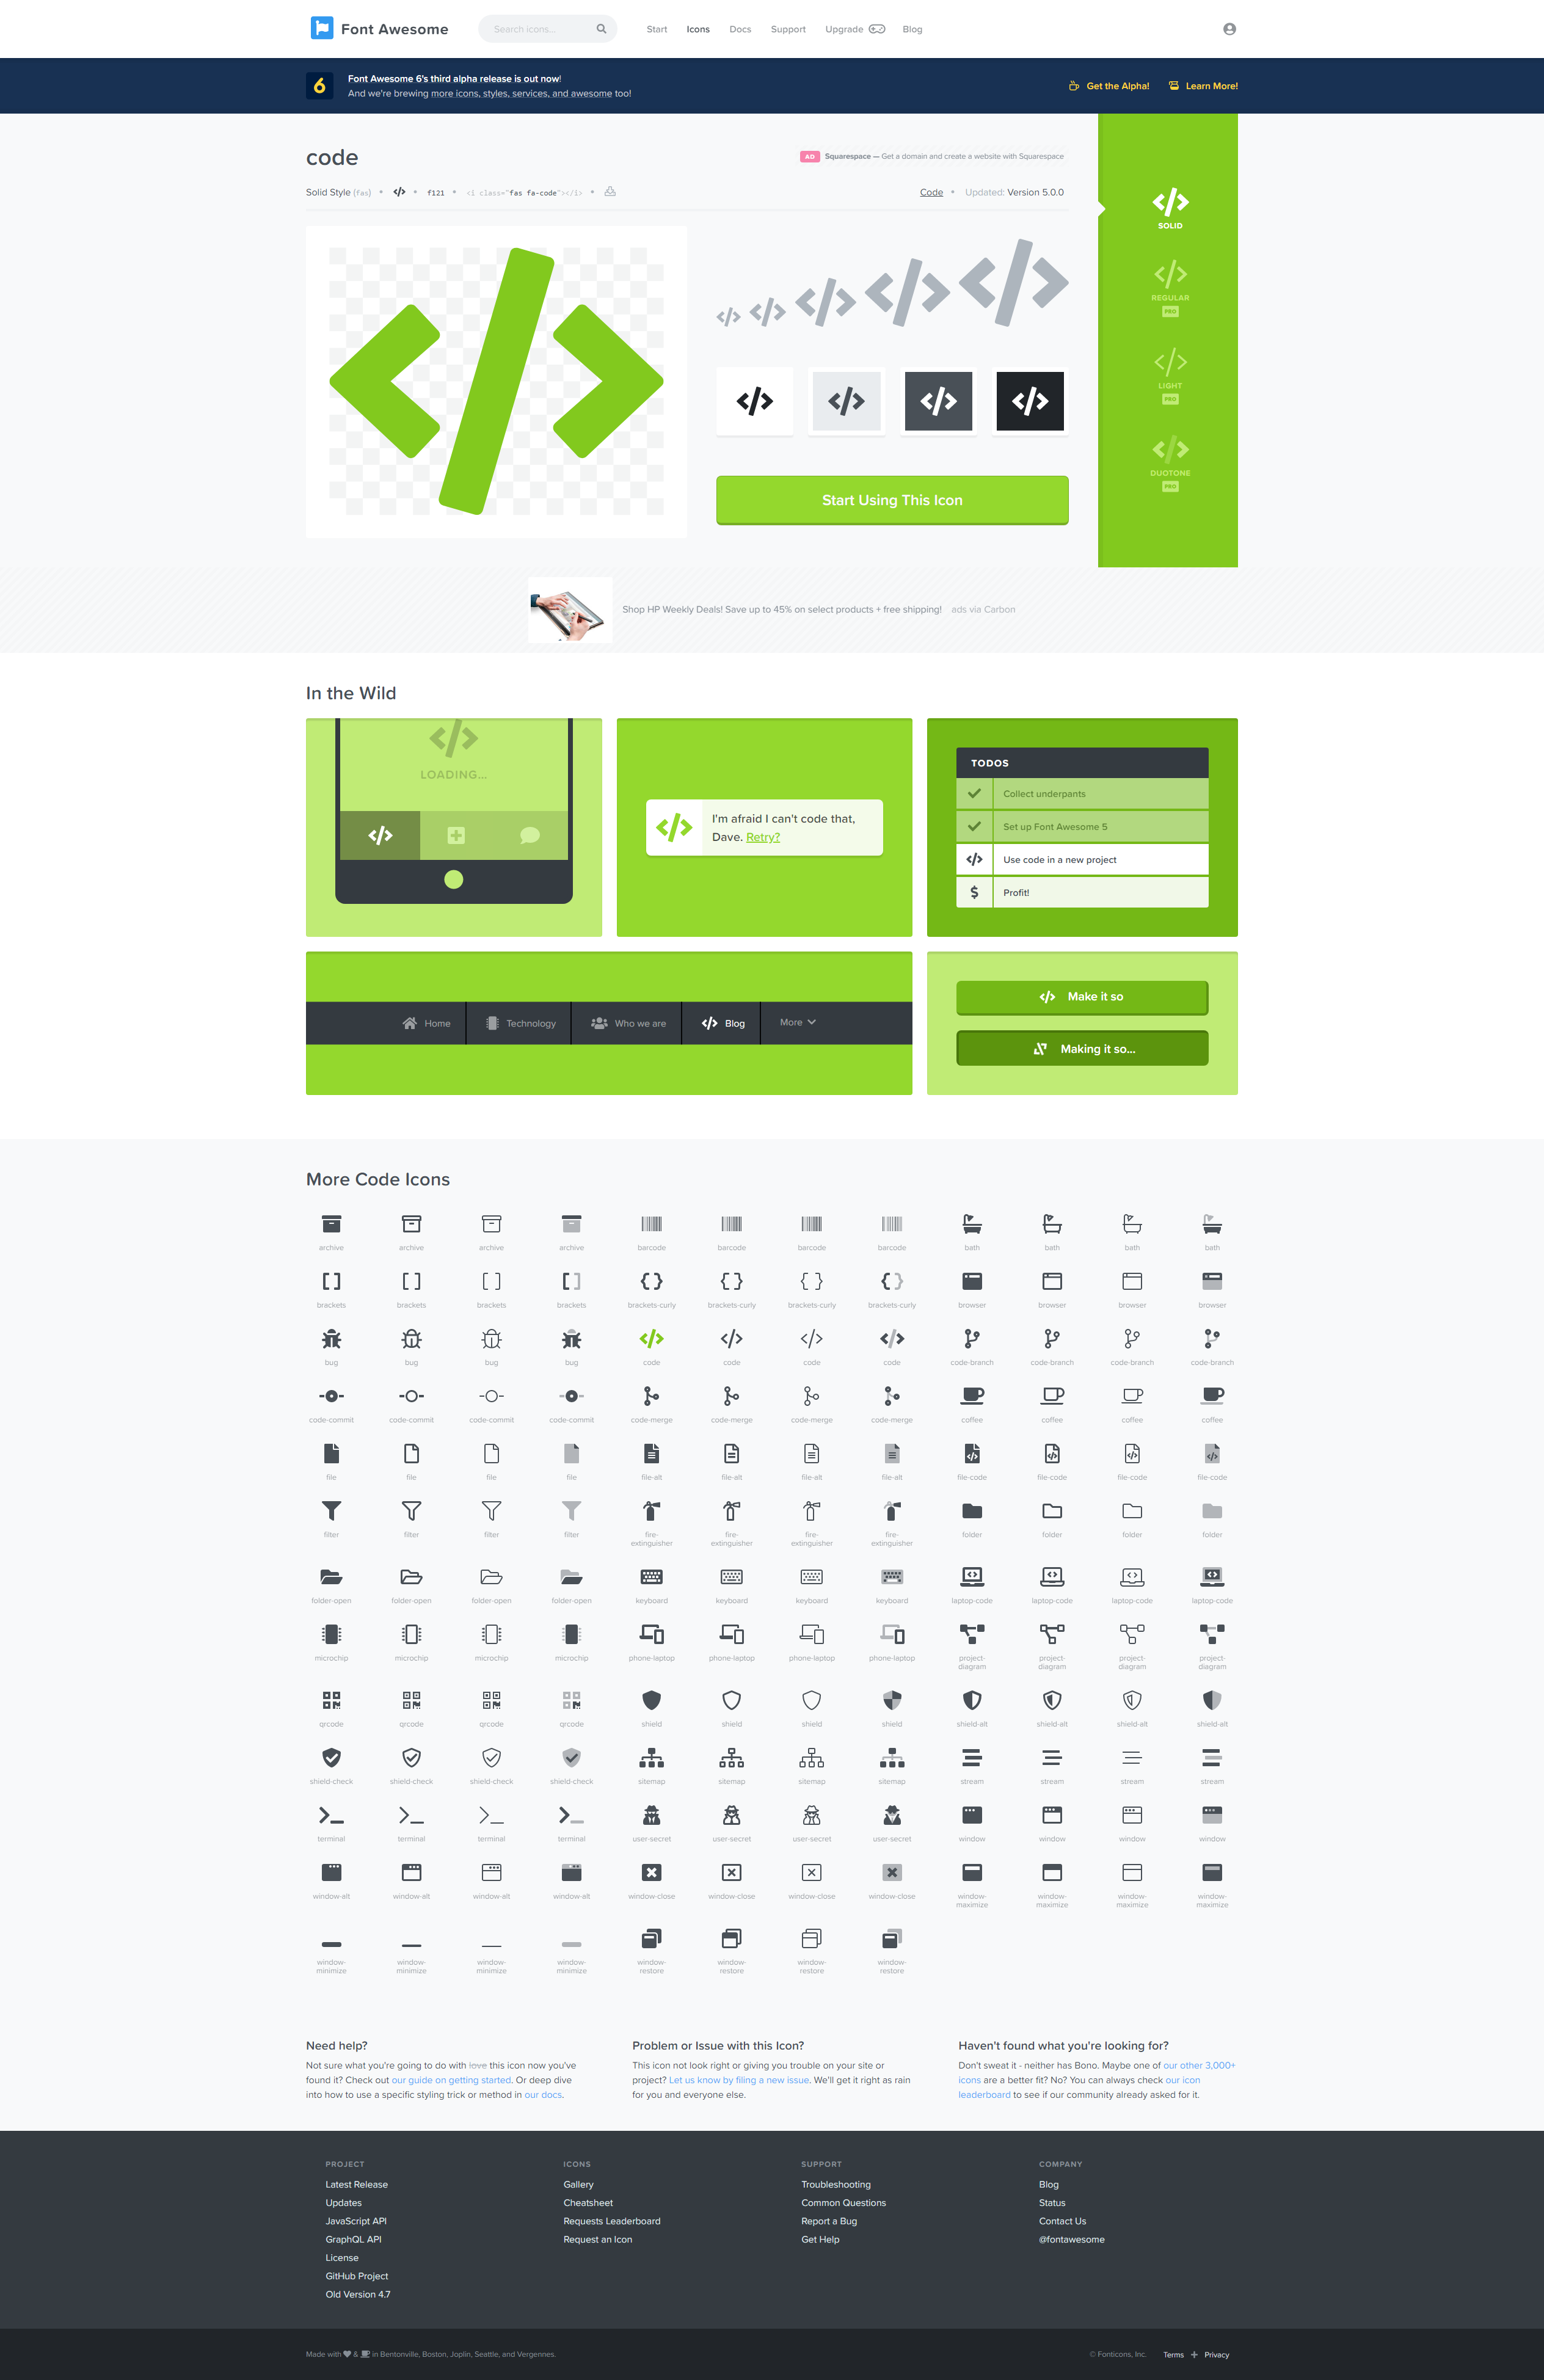 Font Awesome
Search icons...
Start
Icons
Docs
Support
Upgrade
Blog
6
Font Awesome 6's third alpha release is out now!
And we're brewing more icons, styles, services, and awesome too!
Get the Alpha!
Learn More!
code
AD Squarespace — Get a domain and create a website with Squarespace
Solid Style (fas) • • f121 • <i class="fas fa-code"></i> •
Code • Updated: Version 5.0.0
SOLID
REGULAR
PRO
LIGHT
PRO
DUOTONE
PRO
Start Using This Icon
Shop HP Weekly Deals! Save up to 45% on select products + free shipping! ads via Carbon
In the Wild
LOADING...
I'm afraid I can't code that,
Dave. Retry?
TODOS
Collect underpants
Set up Font Awesome 5
Use code in a new project
Profit!
Home
Technology
Who we are
Blog
More
Make it so
Making it so...
More Code Icons
archive archive archive archive barcode barcode barcode barcode bath bath bath bath
brackets brackets brackets brackets brackets-curly brackets-curly brackets-curly brackets-curly browser browser browser browser
bug bug bug bug code code code code code-branch code-branch code-branch code-branch
code-commit code-commit code-commit code-commit code-merge code-merge code-merge code-merge coffee coffee coffee coffee
file file file file file-alt file-alt file-alt file-alt file-code file-code file-code file-code
filter filter filter filter fire-extinguisher fire-extinguisher fire-extinguisher fire-extinguisher folder folder folder folder
folder-open folder-open folder-open folder-open keyboard keyboard keyboard keyboard laptop-code laptop-code laptop-code laptop-code
microchip microchip microchip microchip phone-laptop phone-laptop phone-laptop phone-laptop project-diagram project-diagram project-diagram project-diagram
qrcode qrcode qrcode qrcode shield shield shield shield shield-alt shield-alt shield-alt shield-alt
shield-check shield-check shield-check shield-check sitemap sitemap sitemap sitemap stream stream stream stream
terminal terminal terminal terminal user-secret user-secret user-secret user-secret window window window window
window-alt window-alt window-alt window-alt window-close window-close window-close window-close window-maximize window-maximize window-maximize window-maximize
window-minimize window-minimize window-minimize window-minimize window-restore window-restore window-restore window-restore
Need help?
Not sure what you're going to do with love this icon now you've
found it? Check out our guide on getting started. Or deep dive
into how to use a specific styling trick or method in our docs.
Problem or Issue with this Icon?
This icon not look right or giving you trouble on your site or
project? Let us know by filing a new issue. We'll get it right as rain
for you and everyone else.
Haven't found what you're looking for?
Don't sweat it - neither has Bono. Maybe one of our other 3,000+
icons are a better fit? No? You can always check our icon
leaderboard to see if our community already asked for it.
PROJECT
Latest Release
Updates
JavaScript API
GraphQL API
License
GitHub Project
Old Version 4.7
ICONS
Gallery
Cheatsheet
Requests Leaderboard
Request an Icon
SUPPORT
Troubleshooting
Common Questions
Report a Bug
Get Help
COMPANY
Blog
Status
Contact Us
@fontawesome
Made with & in Bentonville, Boston, Joplin, Seattle, and Vergennes.
© Fonticons, Inc.
Terms
Privacy